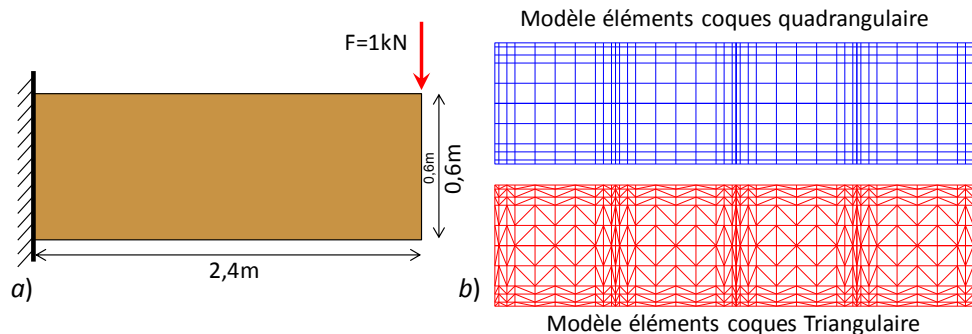 F=1kN
0,6m
0,6m
2,4m
a)
Modèle éléments coques quadrangulaire
b)
Modèle éléments coques Triangulaire